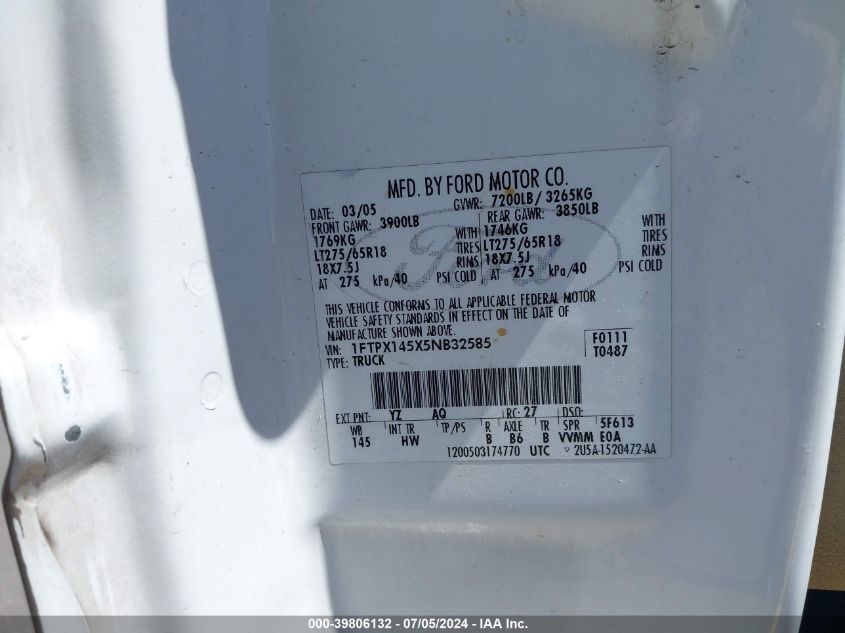 MFD. BY FORD MOTOR CO.
DATE: 03/05 GVWR: 7200LB/ 3265KG
FRONT GAWR: 3900LB REAR GAWR: 3850LB
1769KG WITH 1746KG WITH
LT275/65R18 TIRES LT275/65R18 TIRES
18X7.5J RIMS 18X7.5J RIMS
AT 275 kPa/40 PSI COLD AT 275 kPa/40 PSI COLD
Ford
THIS VEHICLE CONFORMS TO ALL APPLICABLE FEDERAL MOTOR
VEHICLE SAFETY STANDARDS IN EFFECT ON THE DATE OF
MANUFACTURE SHOWN ABOVE.
VIN: 1FTPX145X5NB32585
TYPE: TRUCK
F0111
T0487
EXT PNT: YZ AQ RC: 27 DSO:
WB INT TR TP/PS R AXLE TR SPR 5F613
145 HW B B6 B VVMM E0A
1200503174770 UTC 2U5A-1520472-AA
000-39806132 - 07/05/2024 - IAA Inc.